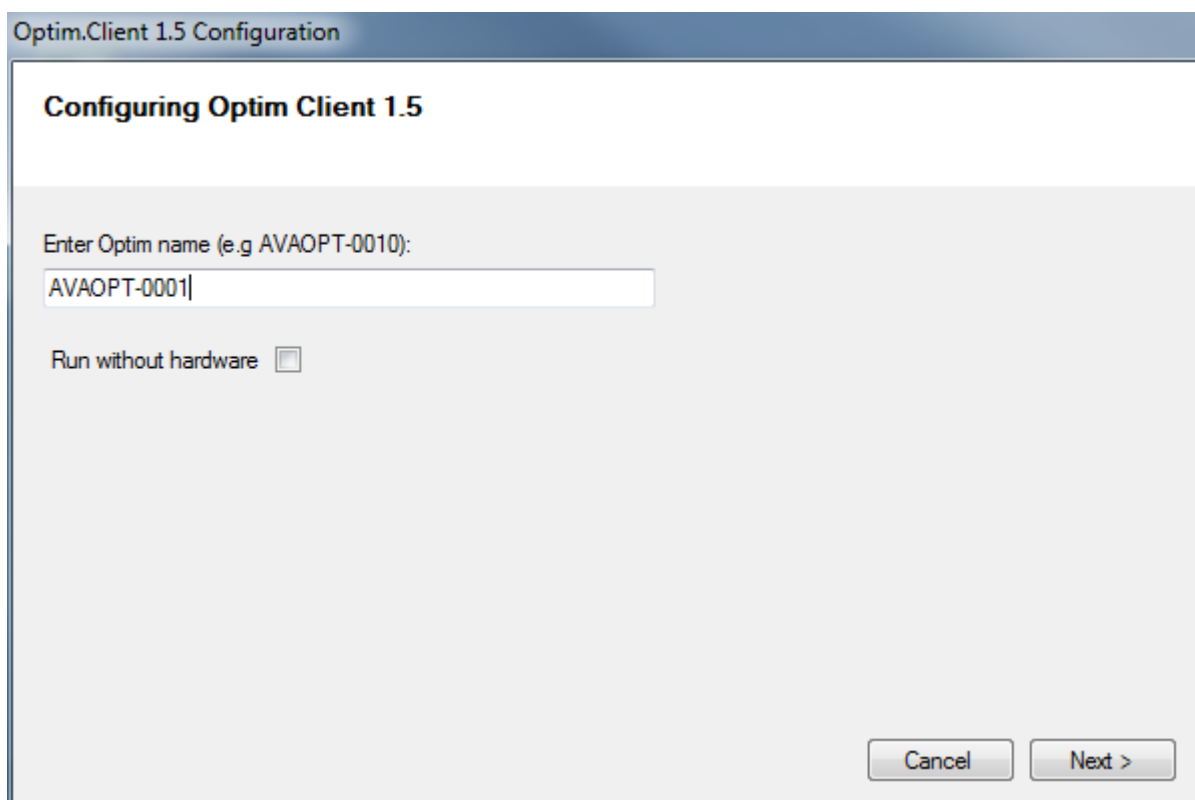 Optim.Client 1.5 Configuration
Configuring Optim Client 1.5
Enter Optim name (e.g AVAOPT-0010):
AVAOPT-0001
Run without hardware
Cancel
Next >